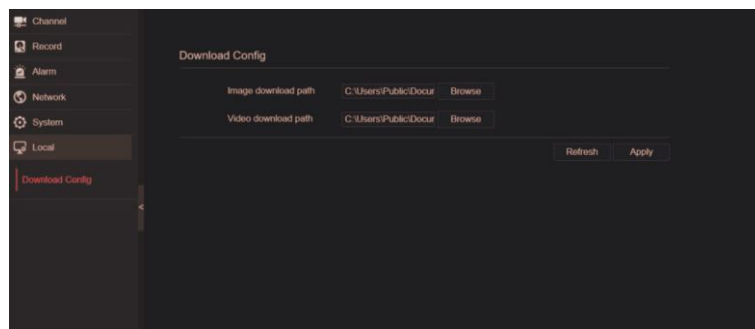 Channel
Record
Alarm
Network
System
Local
Download Config
<
Download Config
Image download path C:\Users\Public\Docur Browse
Video download path C:\Users\Public\Docur Browse
Refresh Apply